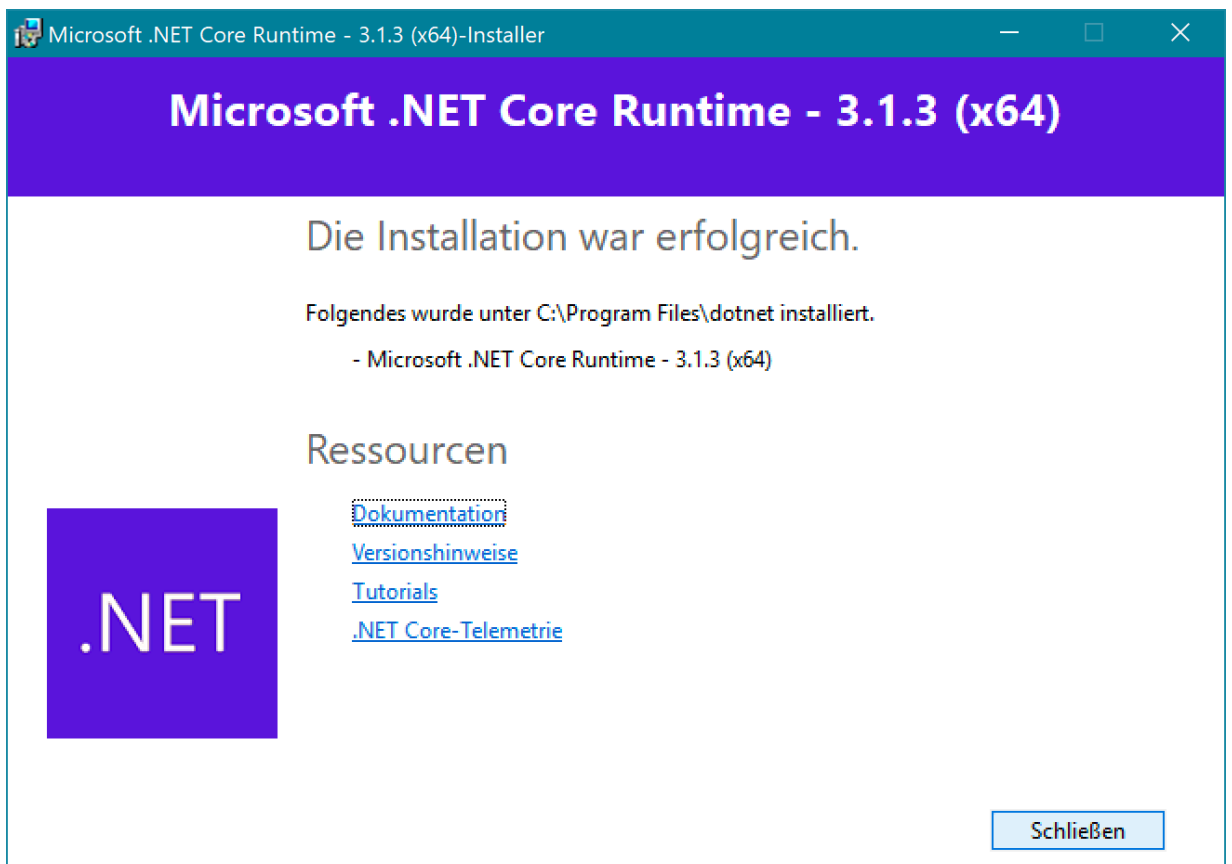 Microsoft .NET Core Runtime - 3.1.3 (x64)-Installer
Microsoft .NET Core Runtime - 3.1.3 (x64)
Die Installation war erfolgreich.
Folgendes wurde unter C:\Program Files\dotnet installiert.
- Microsoft .NET Core Runtime - 3.1.3 (x64)
Ressourcen
Dokumentation
Versionshinweise
Tutorials
.NET Core-Telemetrie
.NET
Schließen